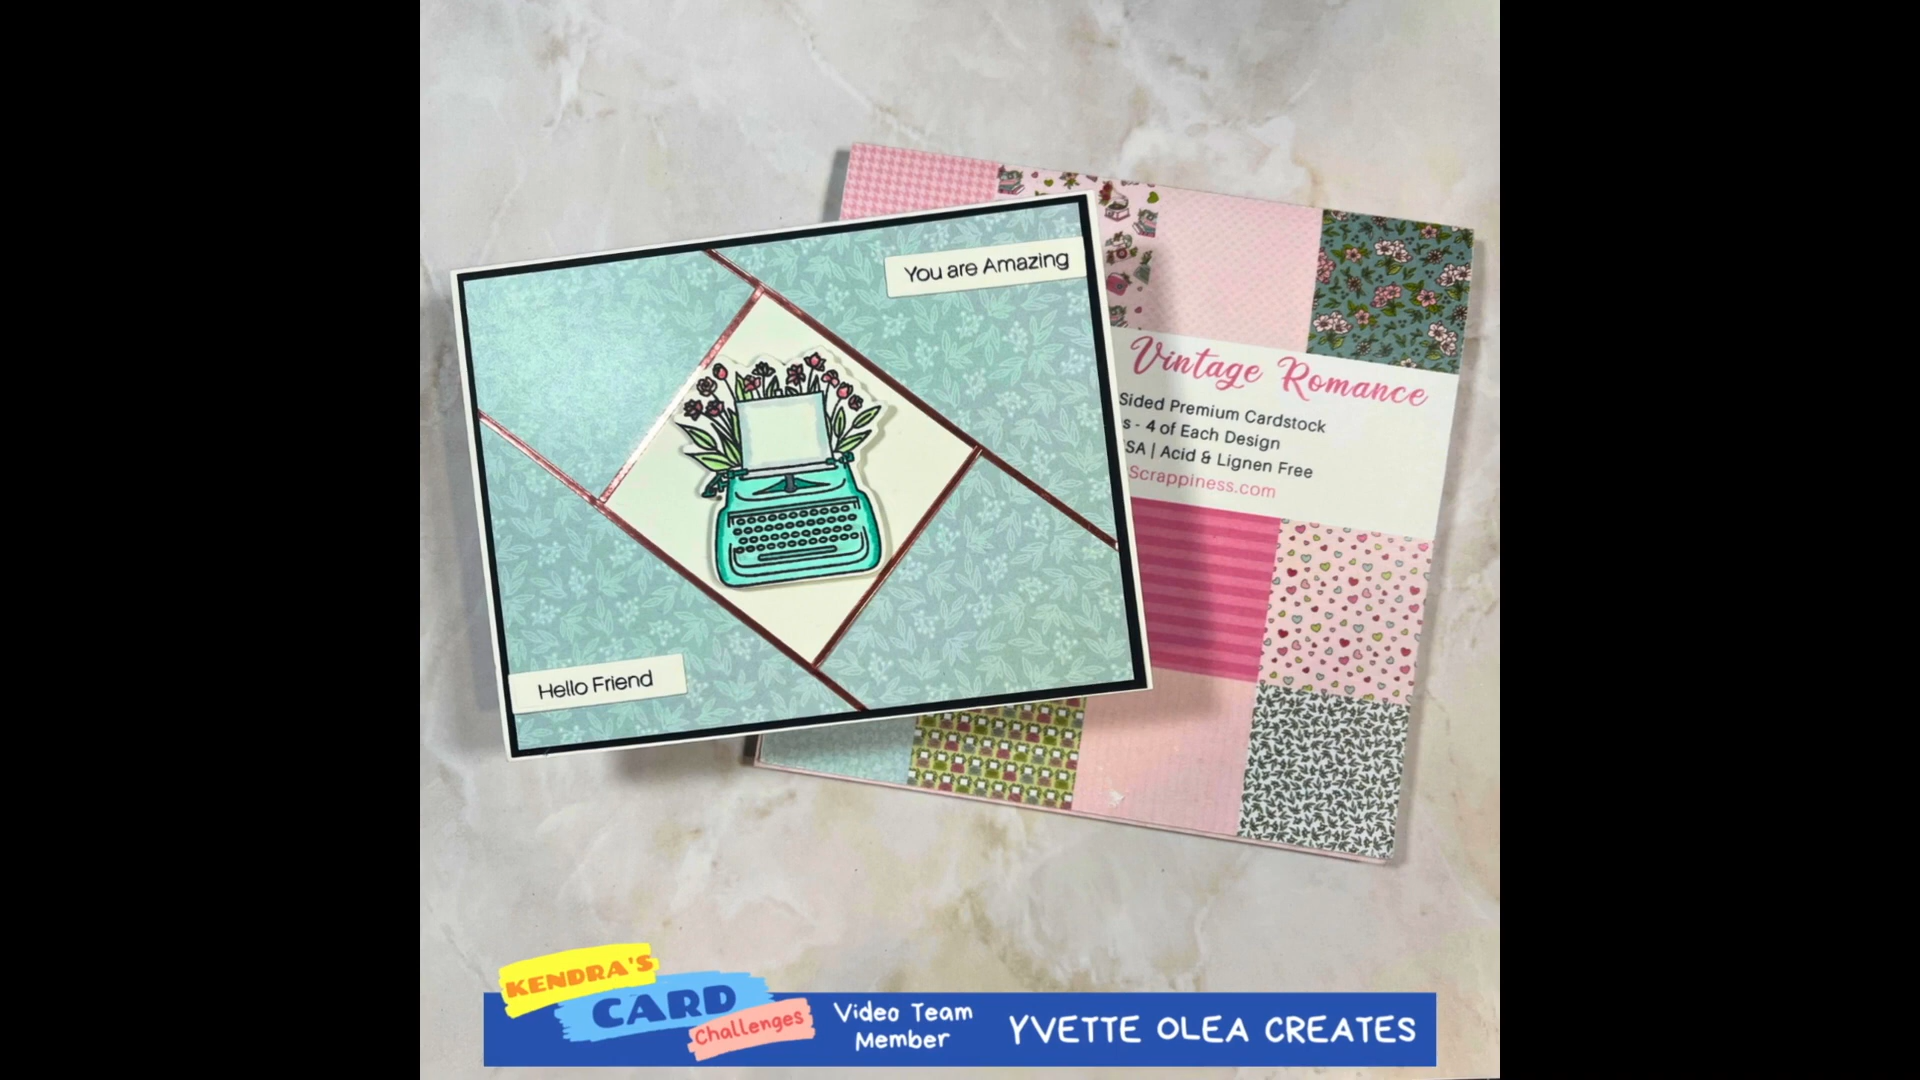 You are Amazing
Hello Friend
Vintage Romance
Sided Premium Cardstock
- 4 of Each Design
| Acid & Lignen Free
Scrappiness.com
KENDRA'S
CARD
Challenges
Video Team
Member
YVETTE OLEA CREATES